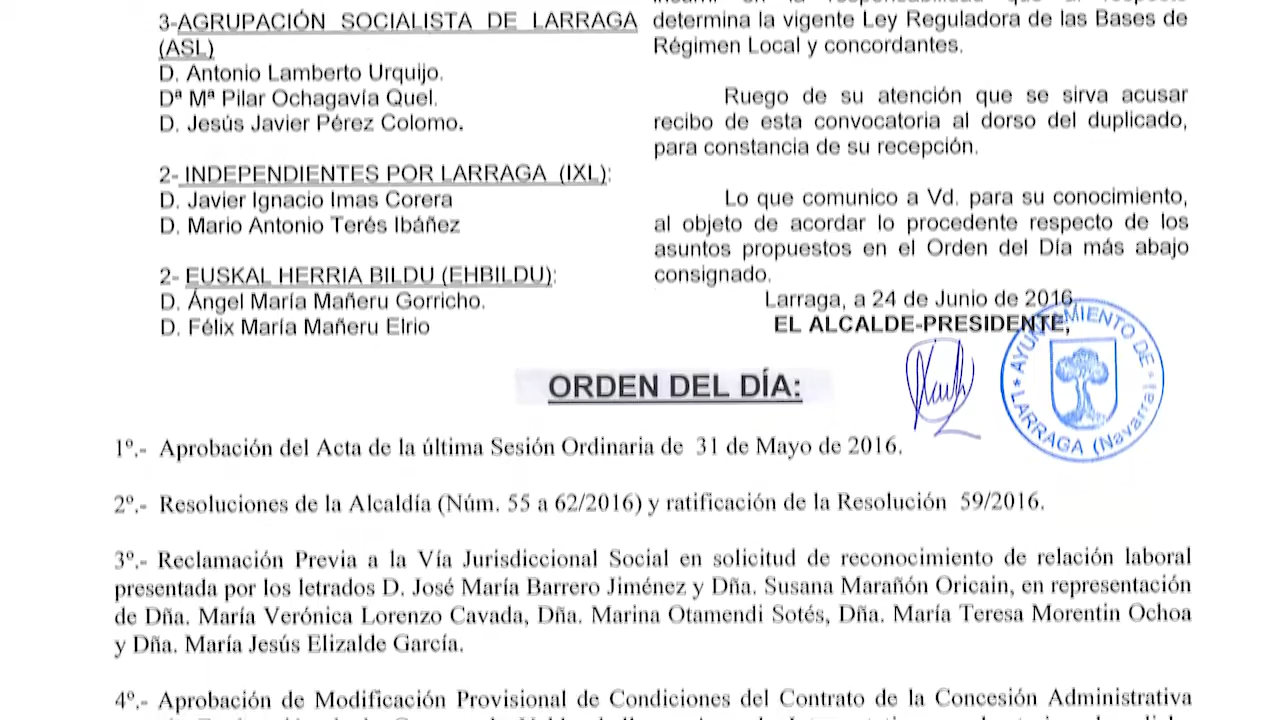 3-AGRUPACIÓN SOCIALISTA DE LARRAGA
(ASL)
D. Antonio Lamberto Urquijo.
Dª Mª Pilar Ochagavía Quel.
D. Jesús Javier Pérez Colomo.
2- INDEPENDIENTES POR LARRAGA (IXL):
D. Javier Ignacio Imas Corera
D. Mario Antonio Terés Ibáñez
2- EUSKAL HERRIA BILDU (EHBILDU):
D. Ángel María Mañeru Gorricho.
D. Félix María Mañeru Elrio
determina la vigente Ley Reguladora de las Bases de
Régimen Local y concordantes.
Ruego de su atención que se sirva acusar
recibo de esta convocatoria al dorso del duplicado,
para constancia de su recepción.
Lo que comunico a Vd. para su conocimiento,
al objeto de acordar lo procedente respecto de los
asuntos propuestos en el Orden del Día más abajo
consignado.
Larraga, a 24 de Junio de 2016
EL ALCALDE-PRESIDENTE,
AYUNTAMIENTO DE
LARRAGA (Navarra)
ORDEN DEL DÍA:
1º.- Aprobación del Acta de la última Sesión Ordinaria de 31 de Mayo de 2016.
2º.- Resoluciones de la Alcaldía (Núm. 55 a 62/2016) y ratificación de la Resolución 59/2016.
3º.- Reclamación Previa a la Vía Jurisdiccional Social en solicitud de reconocimiento de relación laboral
presentada por los letrados D. José María Barrero Jiménez y Dña. Susana Marañón Oricain, en representación
de Dña. María Verónica Lorenzo Cavada, Dña. Marina Otamendi Sotés, Dña. María Teresa Morentin Ochoa
y Dña. María Jesús Elizalde García.
4º.- Aprobación de Modificación Provisional de Condiciones del Contrato de la Concesión Administrativa